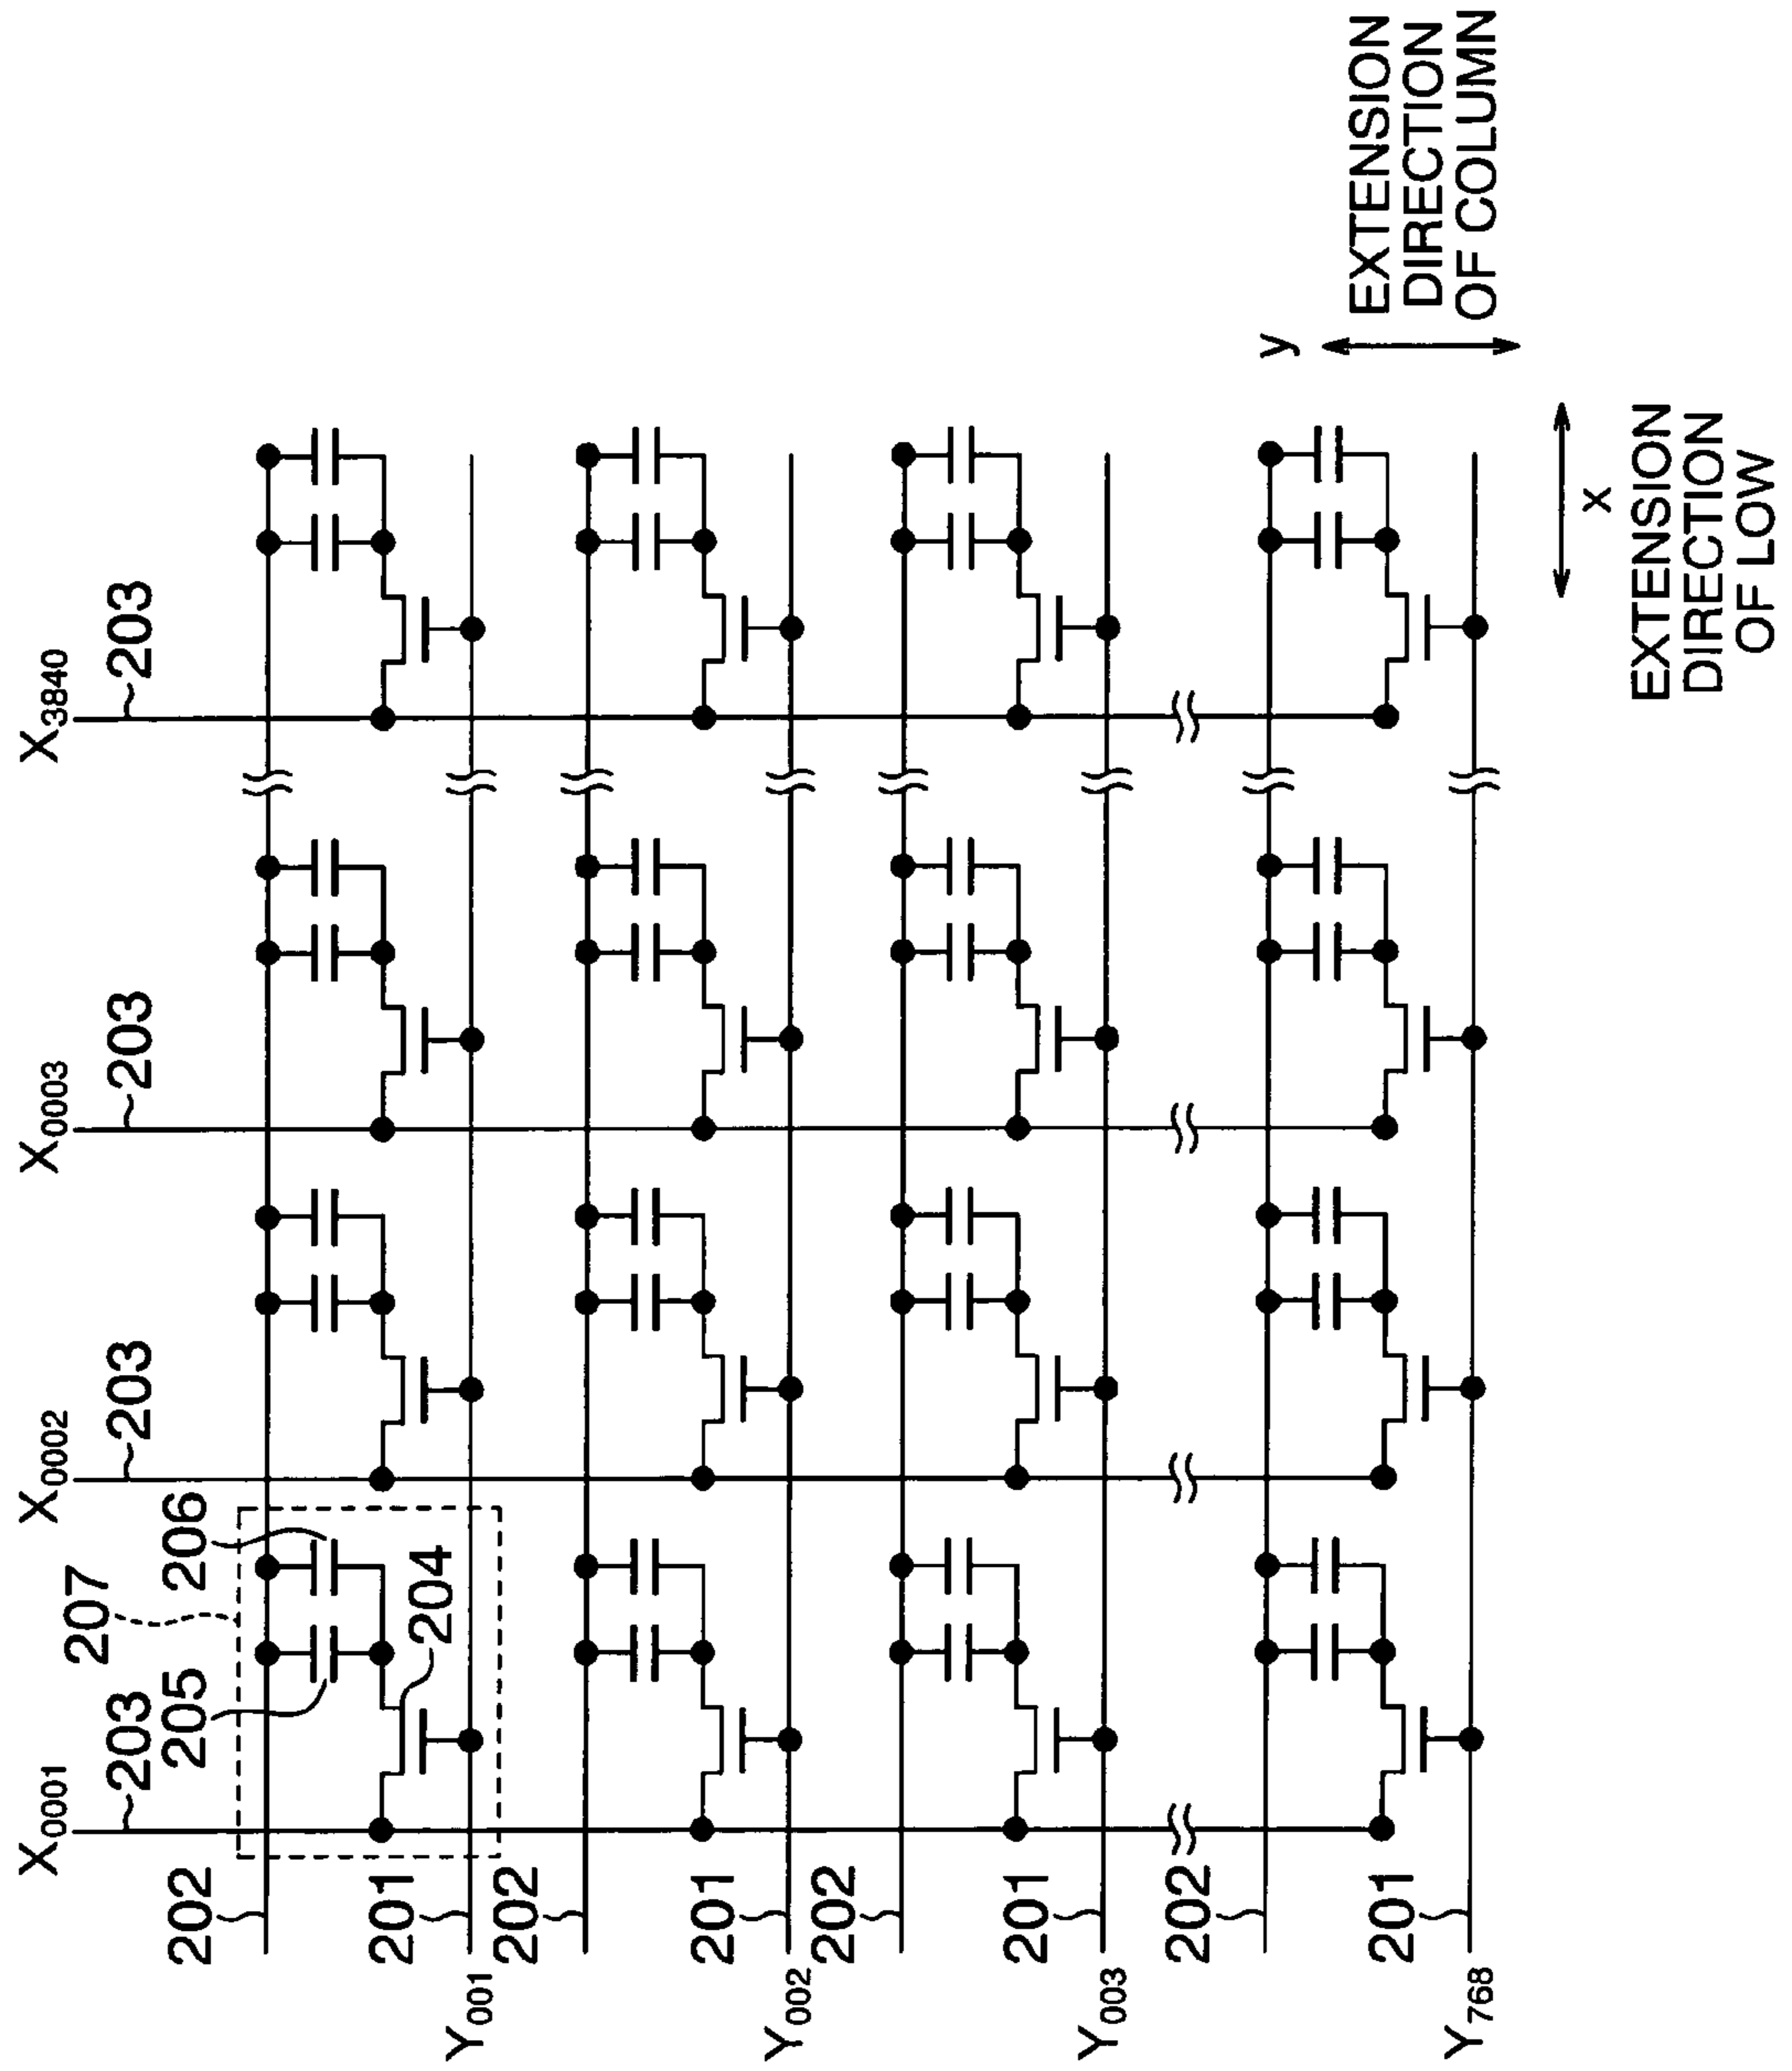 X0001
X0002
X0003
X3840
207
203
203
203
203
202
205
206
201
204
Y001
202
201
Y002
202
201
Y003
202
y
EXTENSION
DIRECTION
OF COLUMN
201
Y768
x
EXTENSION
DIRECTION
OF LOW